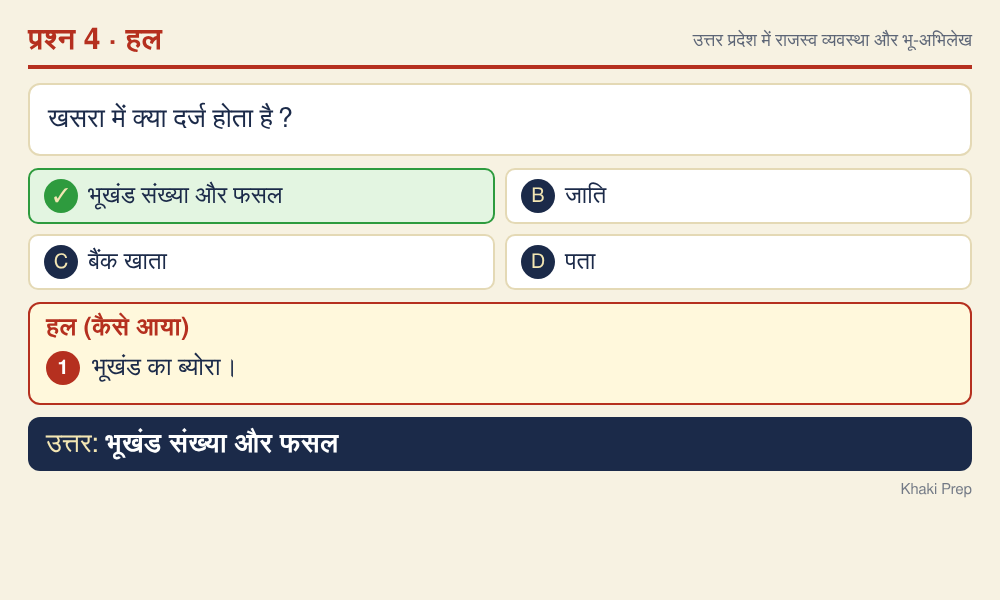 प्रश्न 4 · हल
उत्तर प्रदेश में राजस्व व्यवस्था और भू-अभिलेख
खसरा में क्या दर्ज होता है ?
✓ भूखंड संख्या और फसल
B जाति
C बैंक खाता
D पता
हल (कैसे आया)
1 भूखंड का ब्योरा ।
उत्तर: भूखंड संख्या और फसल
Khaki Prep